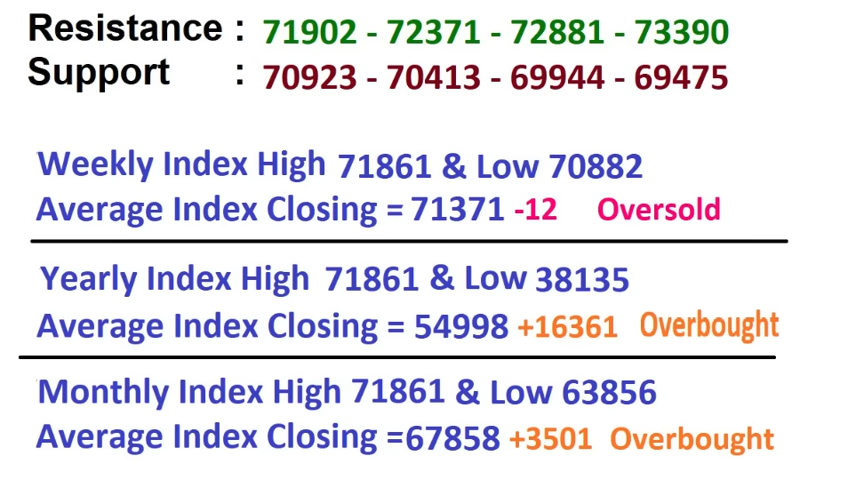 Resistance : 71902 - 72371 - 72881 - 73390
Support : 70923 - 70413 - 69944 - 69475
Weekly Index High 71861 & Low 70882
Average Index Closing = 71371 -12 Oversold
Yearly Index High 71861 & Low 38135
Average Index Closing = 54998 +16361 Overbought
Monthly Index High 71861 & Low 63856
Average Index Closing =67858 +3501 Overbought